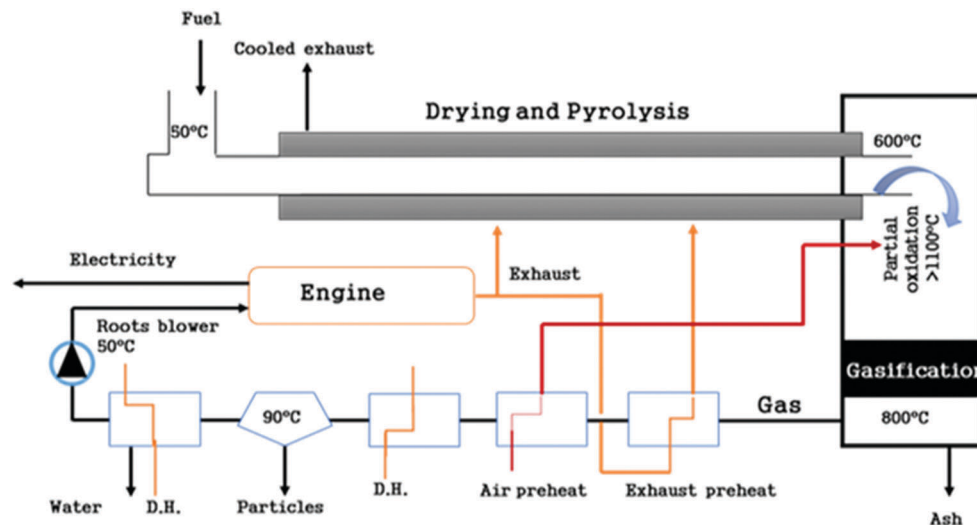 Fuel
Cooled exhaust
Drying and Pyrolysis
50ºC
600ºC
Partial
oxidation
>1100ºC
Electricity
Exhaust
Engine
Roots blower
50ºC
Gasification
Gas
90ºC
800ºC
Water
D.H.
Particles
D.H.
Air preheat
Exhaust preheat
Ash